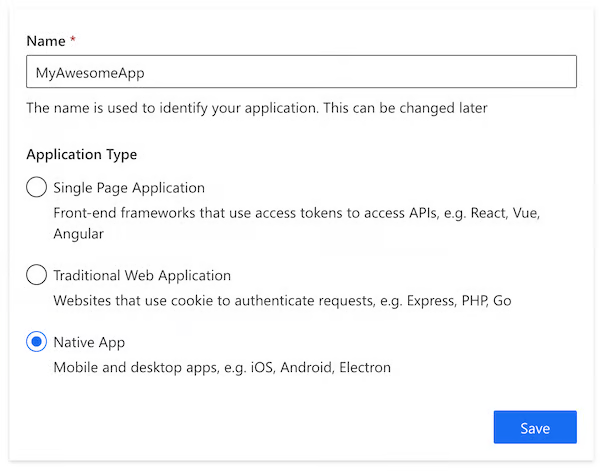 Name *
MyAwesomeApp
The name is used to identify your application. This can be changed later
Application Type
Single Page Application
Front-end frameworks that use access tokens to access APIs, e.g. React, Vue,
Angular
Traditional Web Application
Websites that use cookie to authenticate requests, e.g. Express, PHP, Go
Native App
Mobile and desktop apps, e.g. iOS, Android, Electron
Save